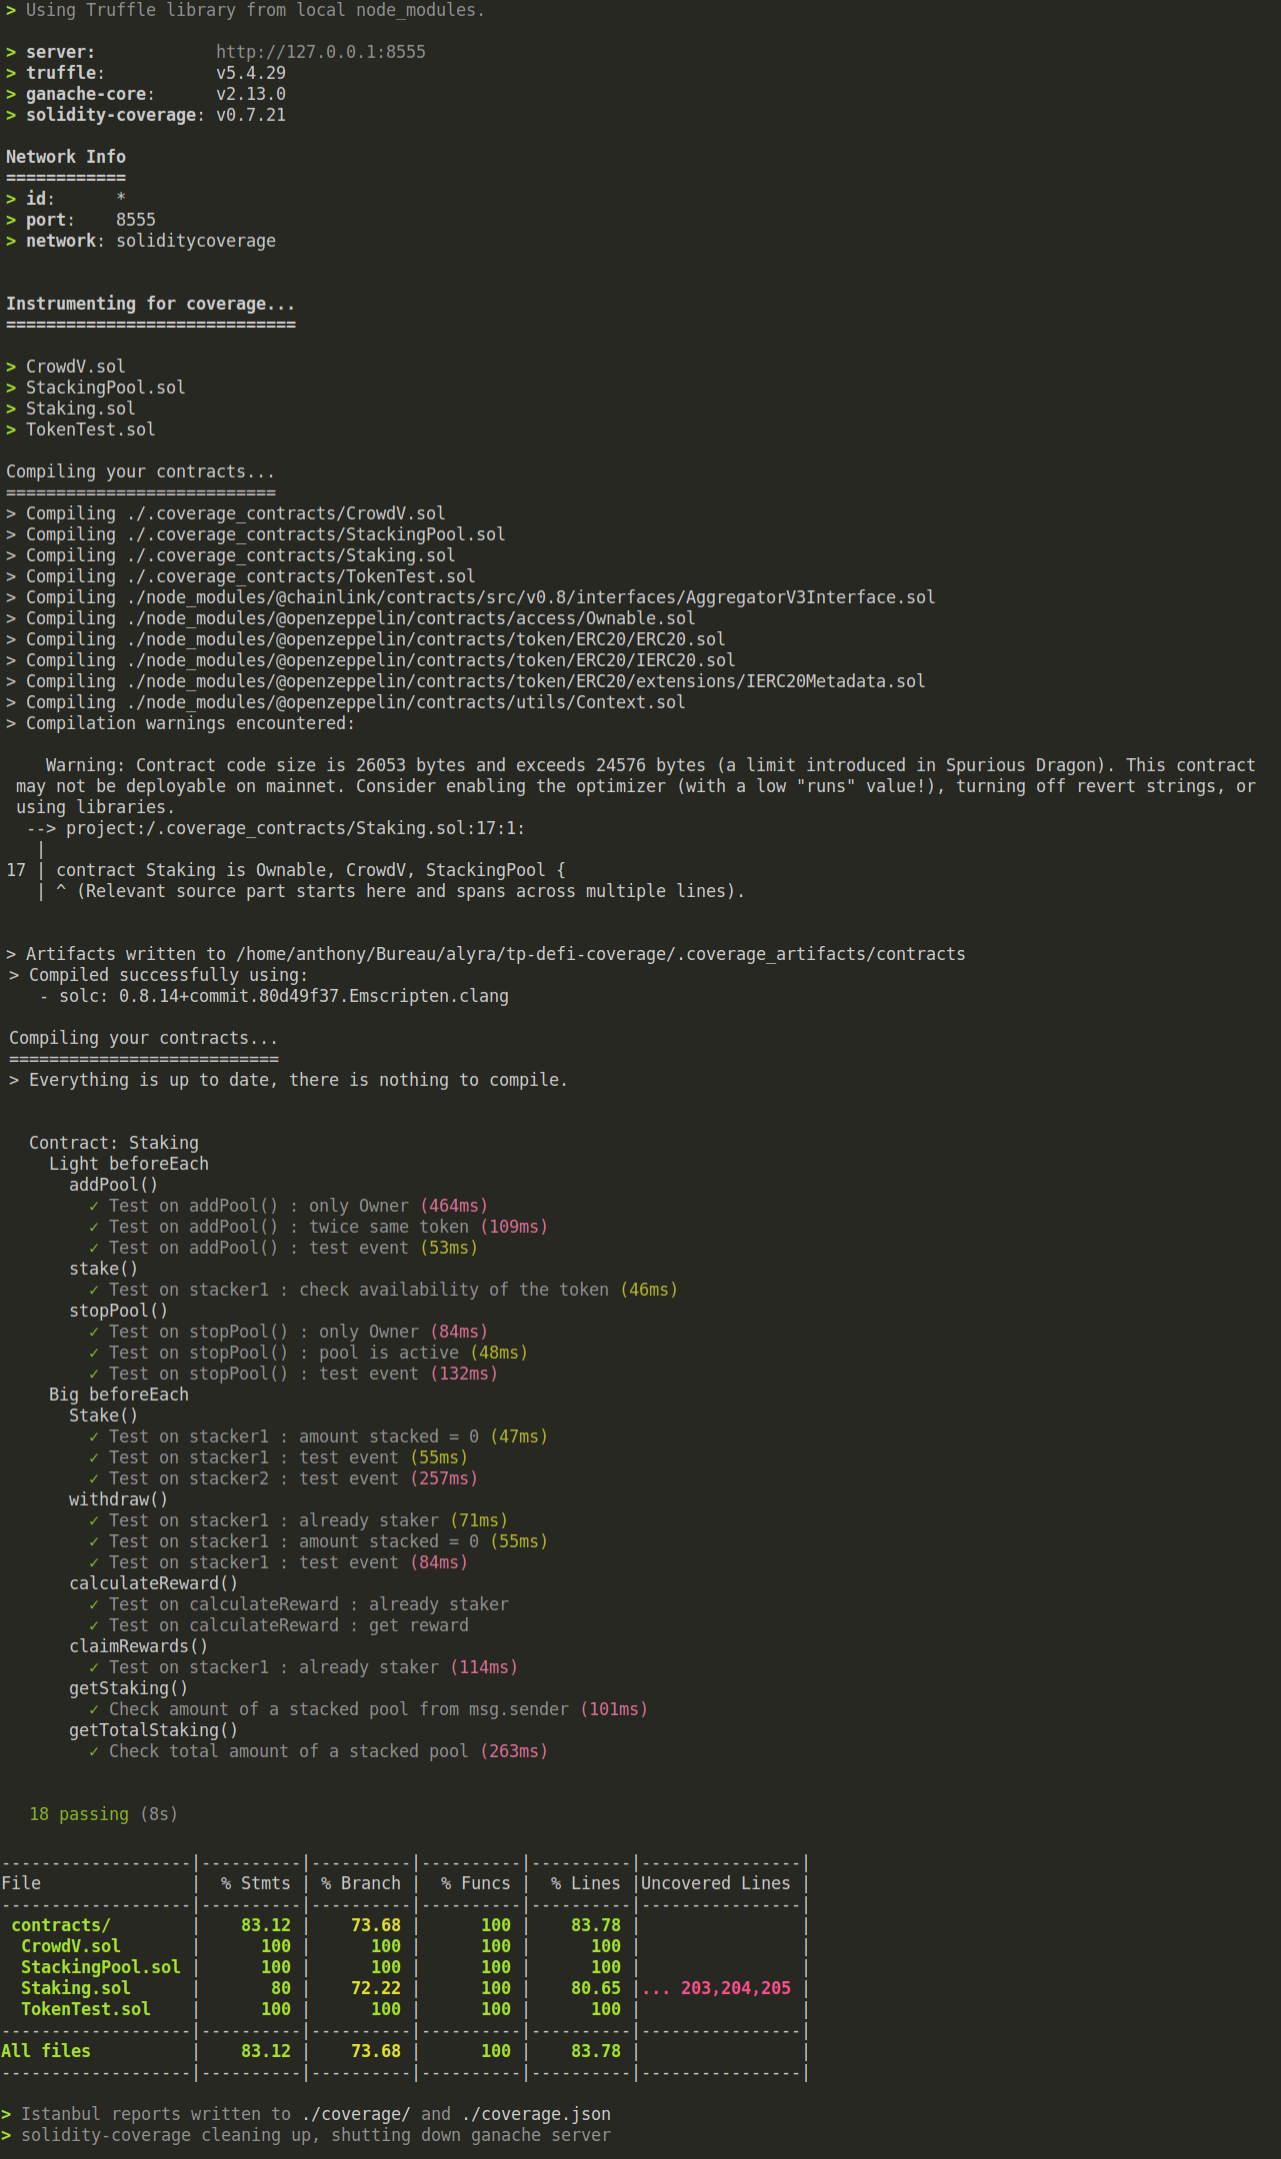 > Using Truffle library from local node_modules.
> server:            http://127.0.0.1:8555
> truffle:           v5.4.29
> ganache-core:      v2.13.0
> solidity-coverage: v0.7.21
Network Info
============
> id:      *
> port:    8555
> network: soliditycoverage
Instrumenting for coverage...
=============================
> CrowdV.sol
> StackingPool.sol
> Staking.sol
> TokenTest.sol
Compiling your contracts...
===========================
> Compiling ./.coverage_contracts/CrowdV.sol
> Compiling ./.coverage_contracts/StackingPool.sol
> Compiling ./.coverage_contracts/Staking.sol
> Compiling ./.coverage_contracts/TokenTest.sol
> Compiling ./node_modules/@chainlink/contracts/src/v0.8/interfaces/AggregatorV3Interface.sol
> Compiling ./node_modules/@openzeppelin/contracts/access/Ownable.sol
> Compiling ./node_modules/@openzeppelin/contracts/token/ERC20/ERC20.sol
> Compiling ./node_modules/@openzeppelin/contracts/token/ERC20/IERC20.sol
> Compiling ./node_modules/@openzeppelin/contracts/token/ERC20/extensions/IERC20Metadata.sol
> Compiling ./node_modules/@openzeppelin/contracts/utils/Context.sol
> Compilation warnings encountered:
    Warning: Contract code size is 26053 bytes and exceeds 24576 bytes (a limit introduced in Spurious Dragon). This contract
 may not be deployable on mainnet. Consider enabling the optimizer (with a low "runs" value!), turning off revert strings, or
 using libraries.
  --> project:/.coverage_contracts/Staking.sol:17:1:
   |
17 | contract Staking is Ownable, CrowdV, StackingPool {
   | ^ (Relevant source part starts here and spans across multiple lines).
> Artifacts written to /home/anthony/Bureau/alyra/tp-defi-coverage/.coverage_artifacts/contracts
> Compiled successfully using:
   - solc: 0.8.14+commit.80d49f37.Emscripten.clang
Compiling your contracts...
===========================
> Everything is up to date, there is nothing to compile.
  Contract: Staking
    Light beforeEach
      addPool()
        ✓ Test on addPool() : only Owner (464ms)
        ✓ Test on addPool() : twice same token (109ms)
        ✓ Test on addPool() : test event (53ms)
      stake()
        ✓ Test on stacker1 : check availability of the token (46ms)
      stopPool()
        ✓ Test on stopPool() : only Owner (84ms)
        ✓ Test on stopPool() : pool is active (48ms)
        ✓ Test on stopPool() : test event (132ms)
    Big beforeEach
      Stake()
        ✓ Test on stacker1 : amount stacked = 0 (47ms)
        ✓ Test on stacker1 : test event (55ms)
        ✓ Test on stacker2 : test event (257ms)
      withdraw()
        ✓ Test on stacker1 : already staker (71ms)
        ✓ Test on stacker1 : amount stacked = 0 (55ms)
        ✓ Test on stacker1 : test event (84ms)
      calculateReward()
        ✓ Test on calculateReward : already staker
        ✓ Test on calculateReward : get reward
      claimRewards()
        ✓ Test on stacker1 : already staker (114ms)
      getStaking()
        ✓ Check amount of a stacked pool from msg.sender (101ms)
      getTotalStaking()
        ✓ Check total amount of a stacked pool (263ms)
  18 passing (8s)
-------------------|----------|----------|----------|----------|----------------|
File               |  % Stmts | % Branch |  % Funcs |  % Lines |Uncovered Lines |
-------------------|----------|----------|----------|----------|----------------|
 contracts/        |    83.12 |    73.68 |      100 |    83.78 |                |
  CrowdV.sol       |      100 |      100 |      100 |      100 |                |
  StackingPool.sol |      100 |      100 |      100 |      100 |                |
  Staking.sol      |       80 |    72.22 |      100 |    80.65 |... 203,204,205 |
  TokenTest.sol    |      100 |      100 |      100 |      100 |                |
-------------------|----------|----------|----------|----------|----------------|
All files          |    83.12 |    73.68 |      100 |    83.78 |                |
-------------------|----------|----------|----------|----------|----------------|
> Istanbul reports written to ./coverage/ and ./coverage.json
> solidity-coverage cleaning up, shutting down ganache server